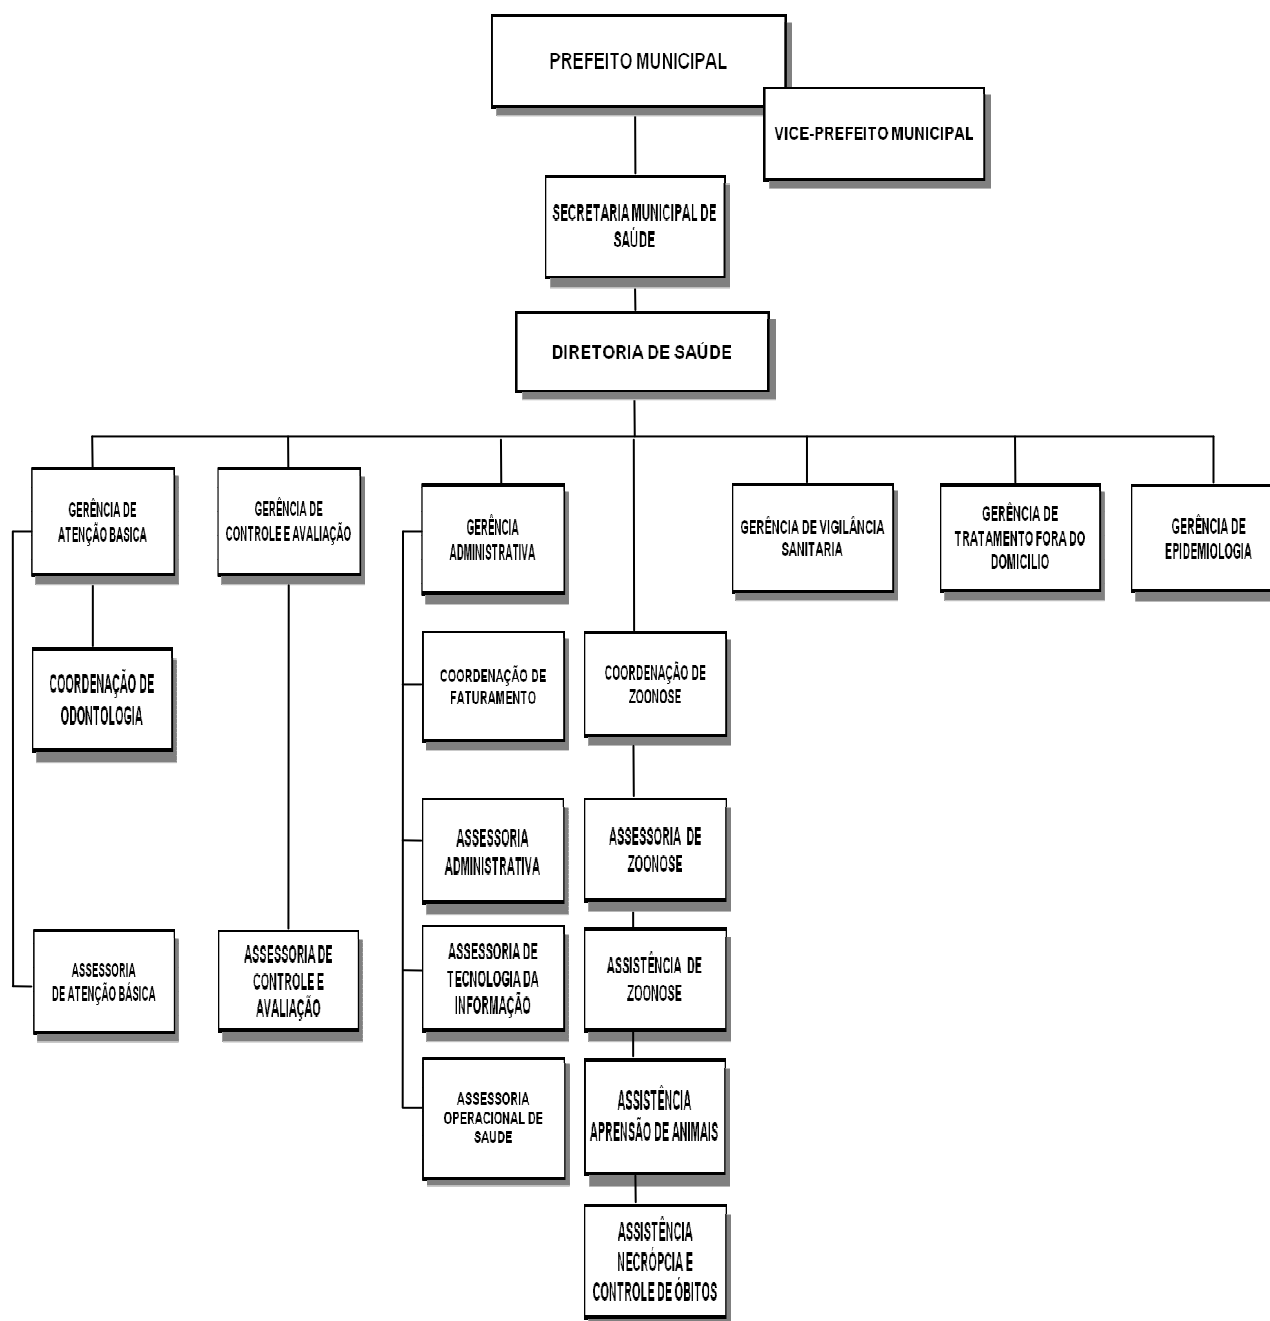 PREFEITO MUNICIPAL
VICE-PREFEITO MUNICIPAL
SECRETARIA MUNICIPAL DE
SAÚDE
DIRETORIA DE SAÚDE
GERÊNCIA DE
ATENÇÃO BASICA
GERÊNCIA DE
CONTROLE E AVALIAÇÃO
GERÊNCIA
ADMINISTRATIVA
GERÊNCIA DE VIGILÂNCIA
SANITARIA
GERÊNCIA DE
TRATAMENTO FORA DO
DOMICILIO
GERÊNCIA DE
EPIDEMIOLOGIA
COORDENAÇÃO DE
ODONTOLOGIA
COORDENAÇÃO DE
FATURAMENTO
COORDENAÇÃO DE
ZOONOSE
ASSESSORIA
ADMINISTRATIVA
ASSESSORIA DE
ZOONOSE
ASSESSORIA
DE ATENÇÃO BÁSICA
ASSESSORIA DE
CONTROLE E
AVALIAÇÃO
ASSESSORIA DE
TECNOLOGIA DA
INFORMAÇÃO
ASSISTÊNCIA DE
ZOONOSE
ASSESSORIA
OPERACIONAL DE
SAUDE
ASSISTÊNCIA
APRENSÃO DE ANIMAIS
ASSISTÊNCIA
NECRÓPCIA E
CONTROLE DE ÓBITOS